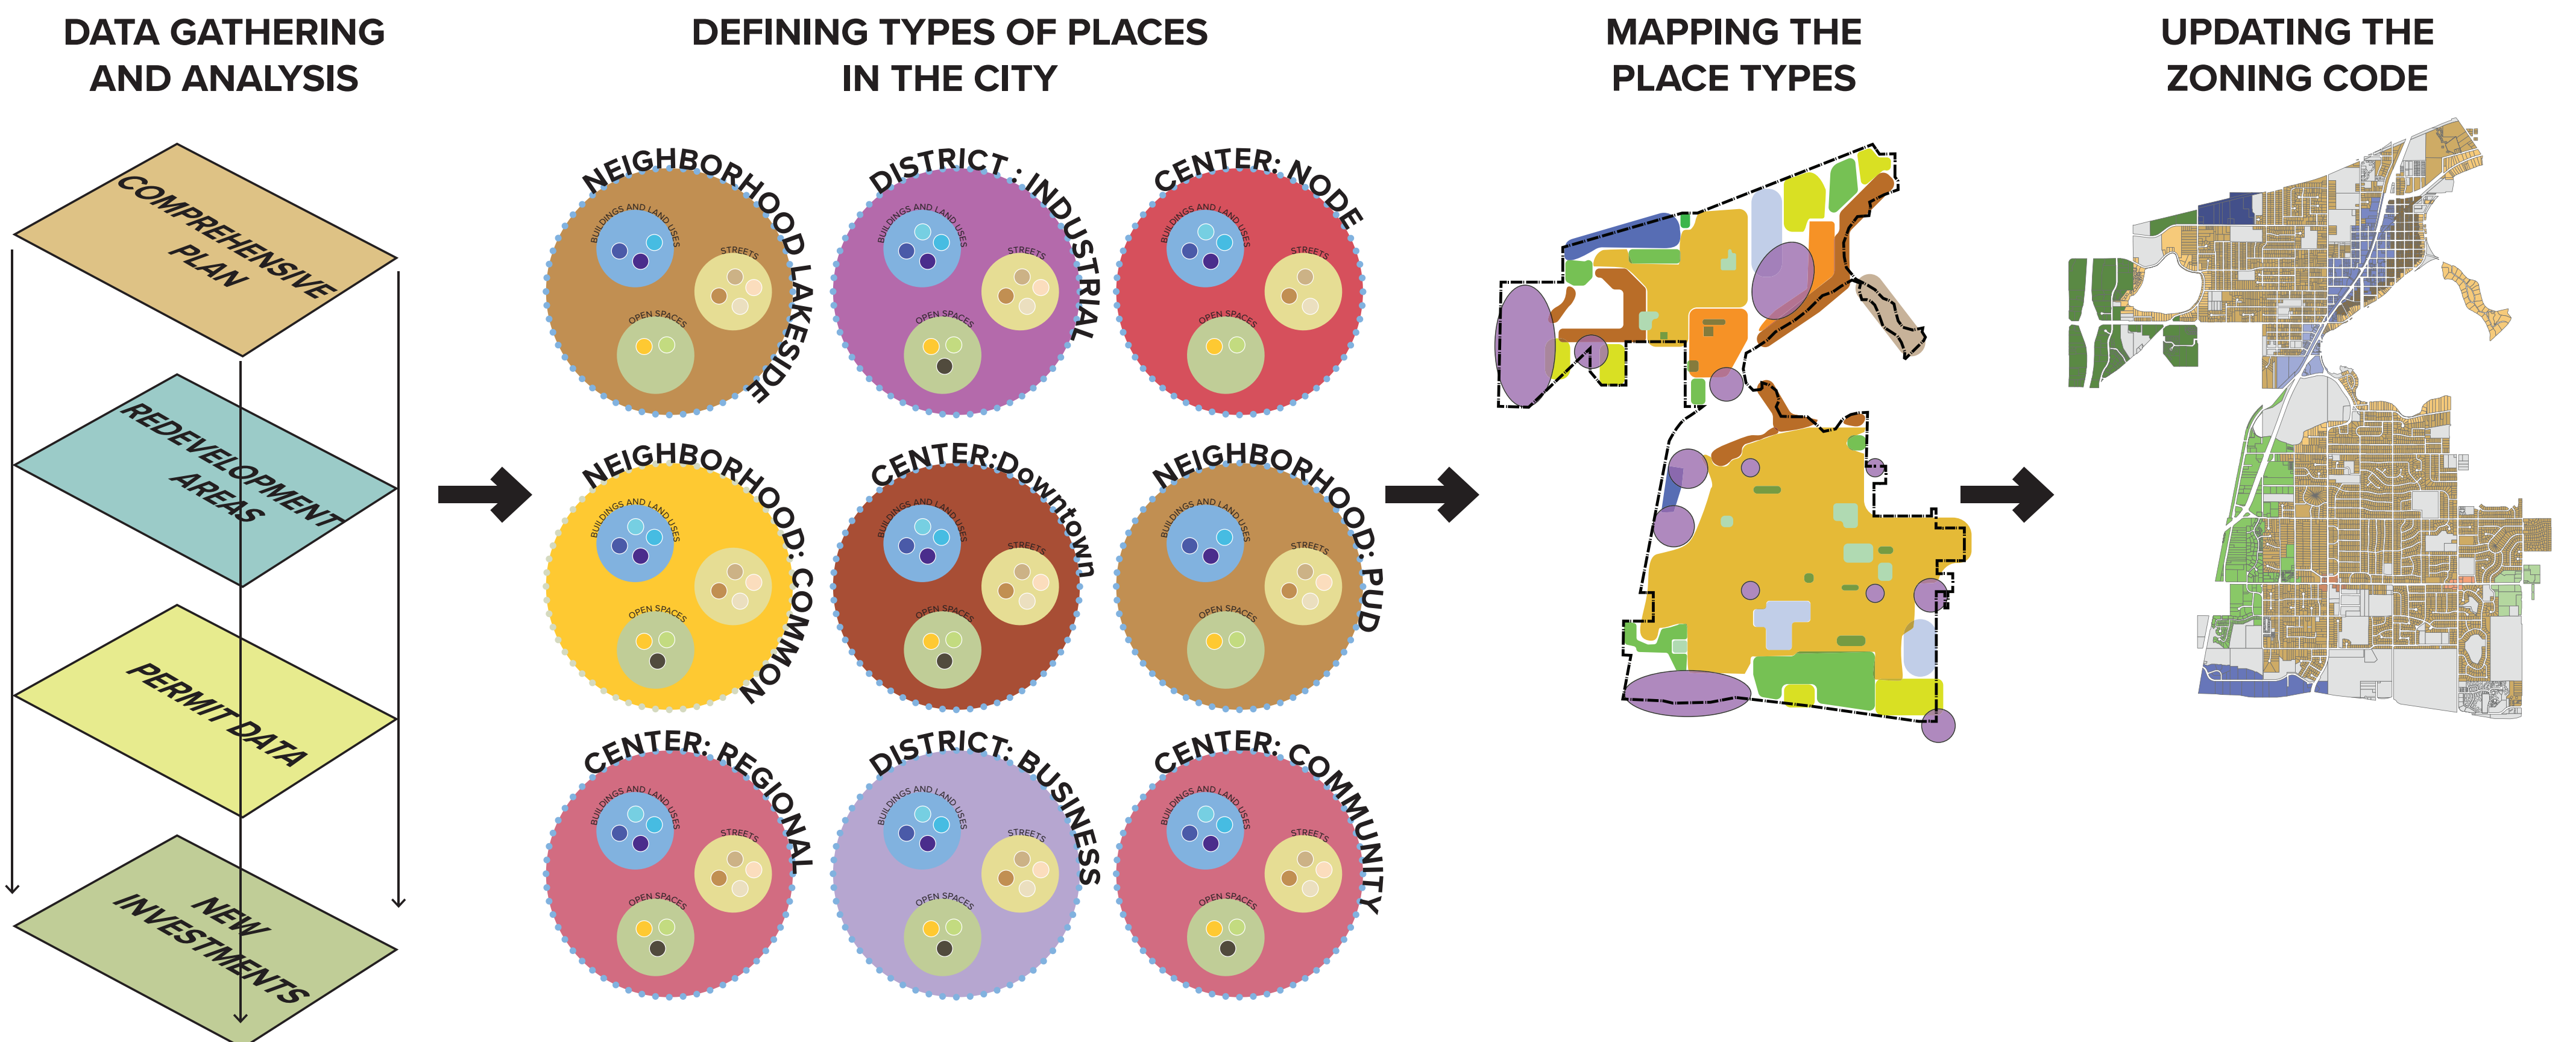 DATA GATHERING
AND ANALYSIS
COMPREHENSIVE
PLAN
REDEVELOPMENT
AREAS
PERMIT DATA
NEW
INVESTMENTS
DEFINING TYPES OF PLACES
IN THE CITY
NEIGHBORHOOD LAKESIDE
BUILDINGS AND LAND USES
STREETS
OPEN SPACES
DISTRICT : INDUSTRIAL
BUILDINGS AND LAND USES
STREETS
OPEN SPACES
CENTER: NODE
BUILDINGS AND LAND USES
STREETS
OPEN SPACES
NEIGHBORHOOD: COMMON
BUILDINGS AND LAND USES
OPEN SPACES
CENTER:Downtown
BUILDINGS AND LAND USES
STREETS
OPEN SPACES
NEIGHBORHOOD: PUD
BUILDINGS AND LAND USES
STREETS
OPEN SPACES
CENTER: REGIONAL
BUILDINGS AND LAND USES
STREETS
OPEN SPACES
DISTRICT: BUSINESS
BUILDINGS AND LAND USES
STREETS
OPEN SPACES
CENTER: COMMUNITY
BUILDINGS AND LAND USES
STREETS
OPEN SPACES
MAPPING THE
PLACE TYPES
UPDATING THE
ZONING CODE